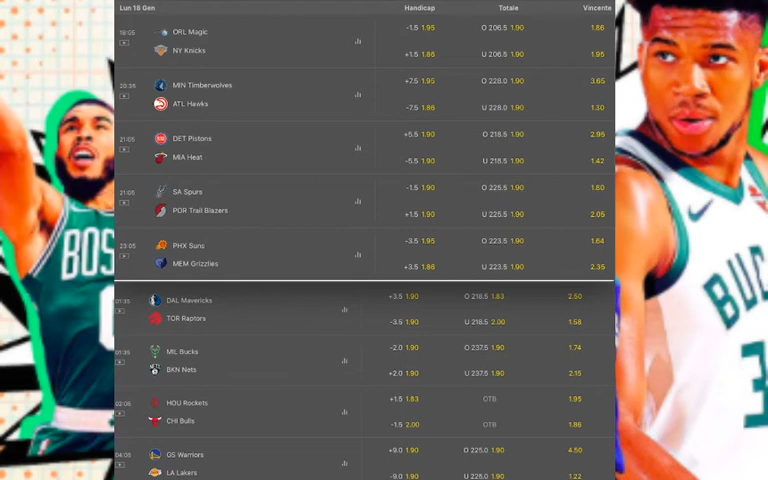 Lun 18 Gen Handicap Totale Vincente
18:05 ORL Magic -1.5 1.95 O 206.5 1.90 1.86
NY Knicks +1.5 1.86 U 206.5 1.90 1.95
20:35 MIN Timberwolves +7.5 1.95 O 228.0 1.90 3.65
ATL Hawks -7.5 1.86 U 228.0 1.90 1.30
21:05 DET Pistons +5.5 1.90 O 218.5 1.90 2.95
MIA Heat -5.5 1.90 U 218.5 1.90 1.42
21:05 SA Spurs -1.5 1.90 O 225.5 1.90 1.80
POR Trail Blazers +1.5 1.90 U 225.5 1.90 2.05
23:05 PHX Suns -3.5 1.95 O 223.5 1.90 1.64
MEM Grizzlies +3.5 1.86 U 223.5 1.90 2.35
01:35 DAL Mavericks +3.5 1.90 O 218.5 1.83 2.50
TOR Raptors -3.5 1.90 U 218.5 2.00 1.58
01:35 MIL Bucks -2.0 1.90 O 237.5 1.90 1.74
BKN Nets +2.0 1.90 U 237.5 1.90 2.15
02:05 HOU Rockets +1.5 1.83 OTB 1.95
CHI Bulls -1.5 2.00 OTB 1.86
04:05 GS Warriors +9.0 1.90 O 225.0 1.90 4.50
LA Lakers -9.0 1.90 U 225.0 1.90 1.22
BOS
BUC
3